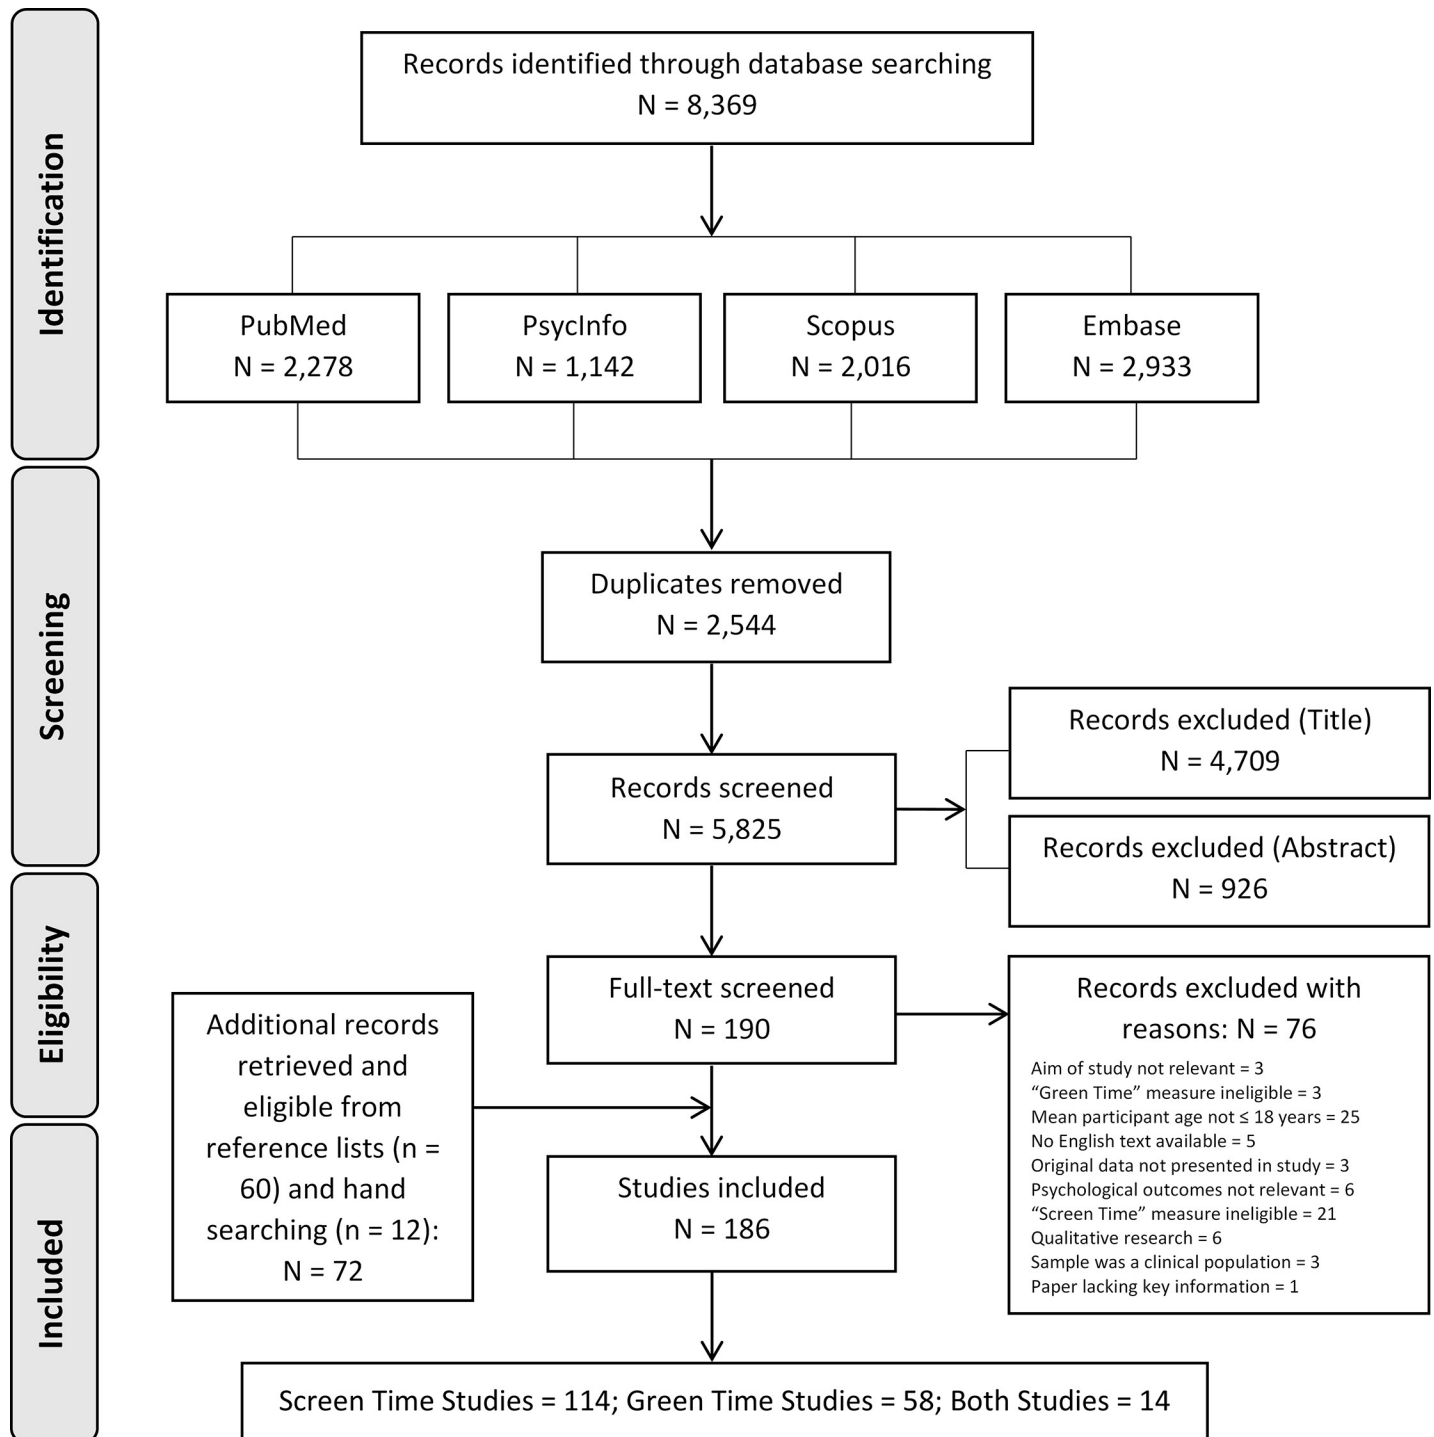 Identification
Records identified through database searching
N = 8,369
PubMed
N = 2,278
PsycInfo
N = 1,142
Scopus
N = 2,016
Embase
N = 2,933
Screening
Duplicates removed
N = 2,544
Records screened
N = 5,825
Records excluded (Title)
N = 4,709
Records excluded (Abstract)
N = 926
Eligibility
Full-text screened
N = 190
Records excluded with
reasons: N = 76
Aim of study not relevant = 3
“Green Time” measure ineligible = 3
Mean participant age not ≤ 18 years = 25
No English text available = 5
Original data not presented in study = 3
Psychological outcomes not relevant = 6
“Screen Time” measure ineligible = 21
Qualitative research = 6
Sample was a clinical population = 3
Paper lacking key information = 1
Additional records
retrieved and
eligible from
reference lists (n =
60) and hand
searching (n = 12):
N = 72
Included
Studies included
N = 186
Screen Time Studies = 114; Green Time Studies = 58; Both Studies = 14